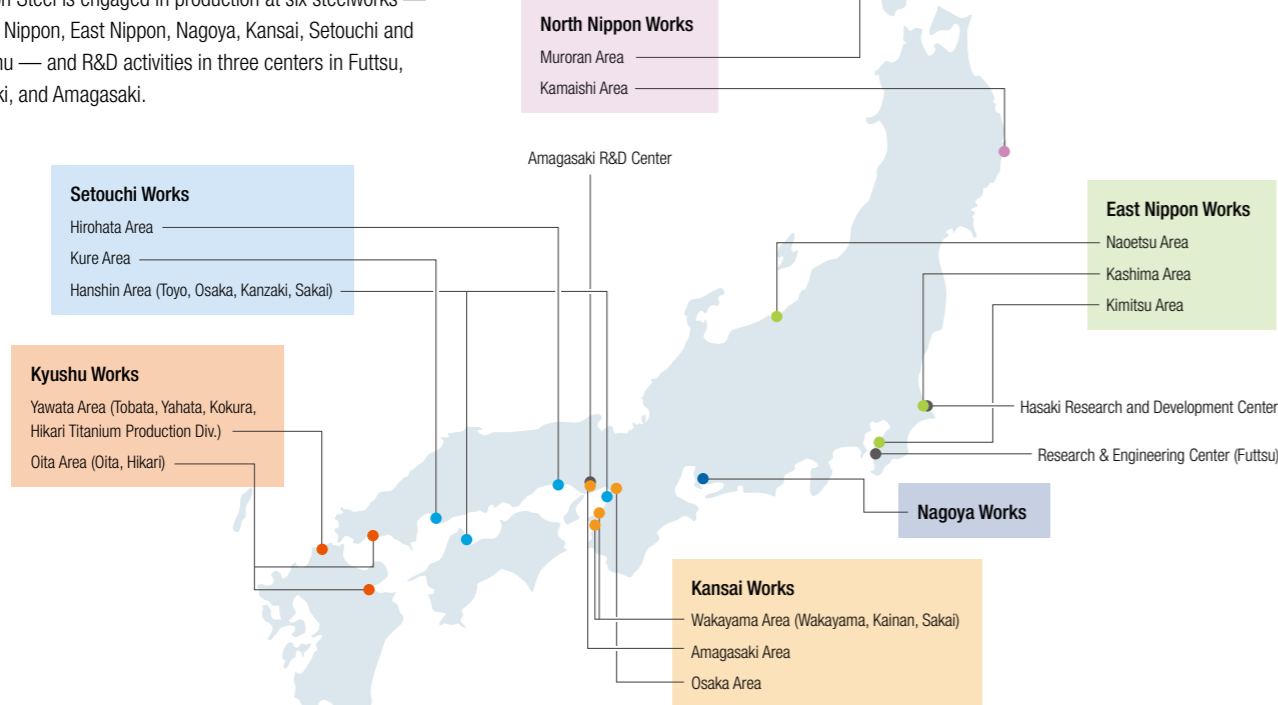 on Steel is engaged in production at six steelworks —
Nippon, East Nippon, Nagoya, Kansai, Setouchi and
and R&D activities in three centers in Futtsu,
and Amagasaki.
North Nippon Works
Muroran Area
Kamaishi Area
Amagasaki R&D Center
Setouchi Works
Hirohata Area
Kure Area
Hanshin Area (Toyo, Osaka, Kanzaki, Sakai)
East Nippon Works
Naoetsu Area
Kashima Area
Kimitsu Area
Kyushu Works
Yawata Area (Tobata, Yahata, Kokura,
Hikari Titanium Production Div.)
Oita Area (Oita, Hikari)
Hasaki Research and Development Center
Research & Engineering Center (Futtsu)
Nagoya Works
Kansai Works
Wakayama Area (Wakayama, Kainan, Sakai)
Amagasaki Area
Osaka Area